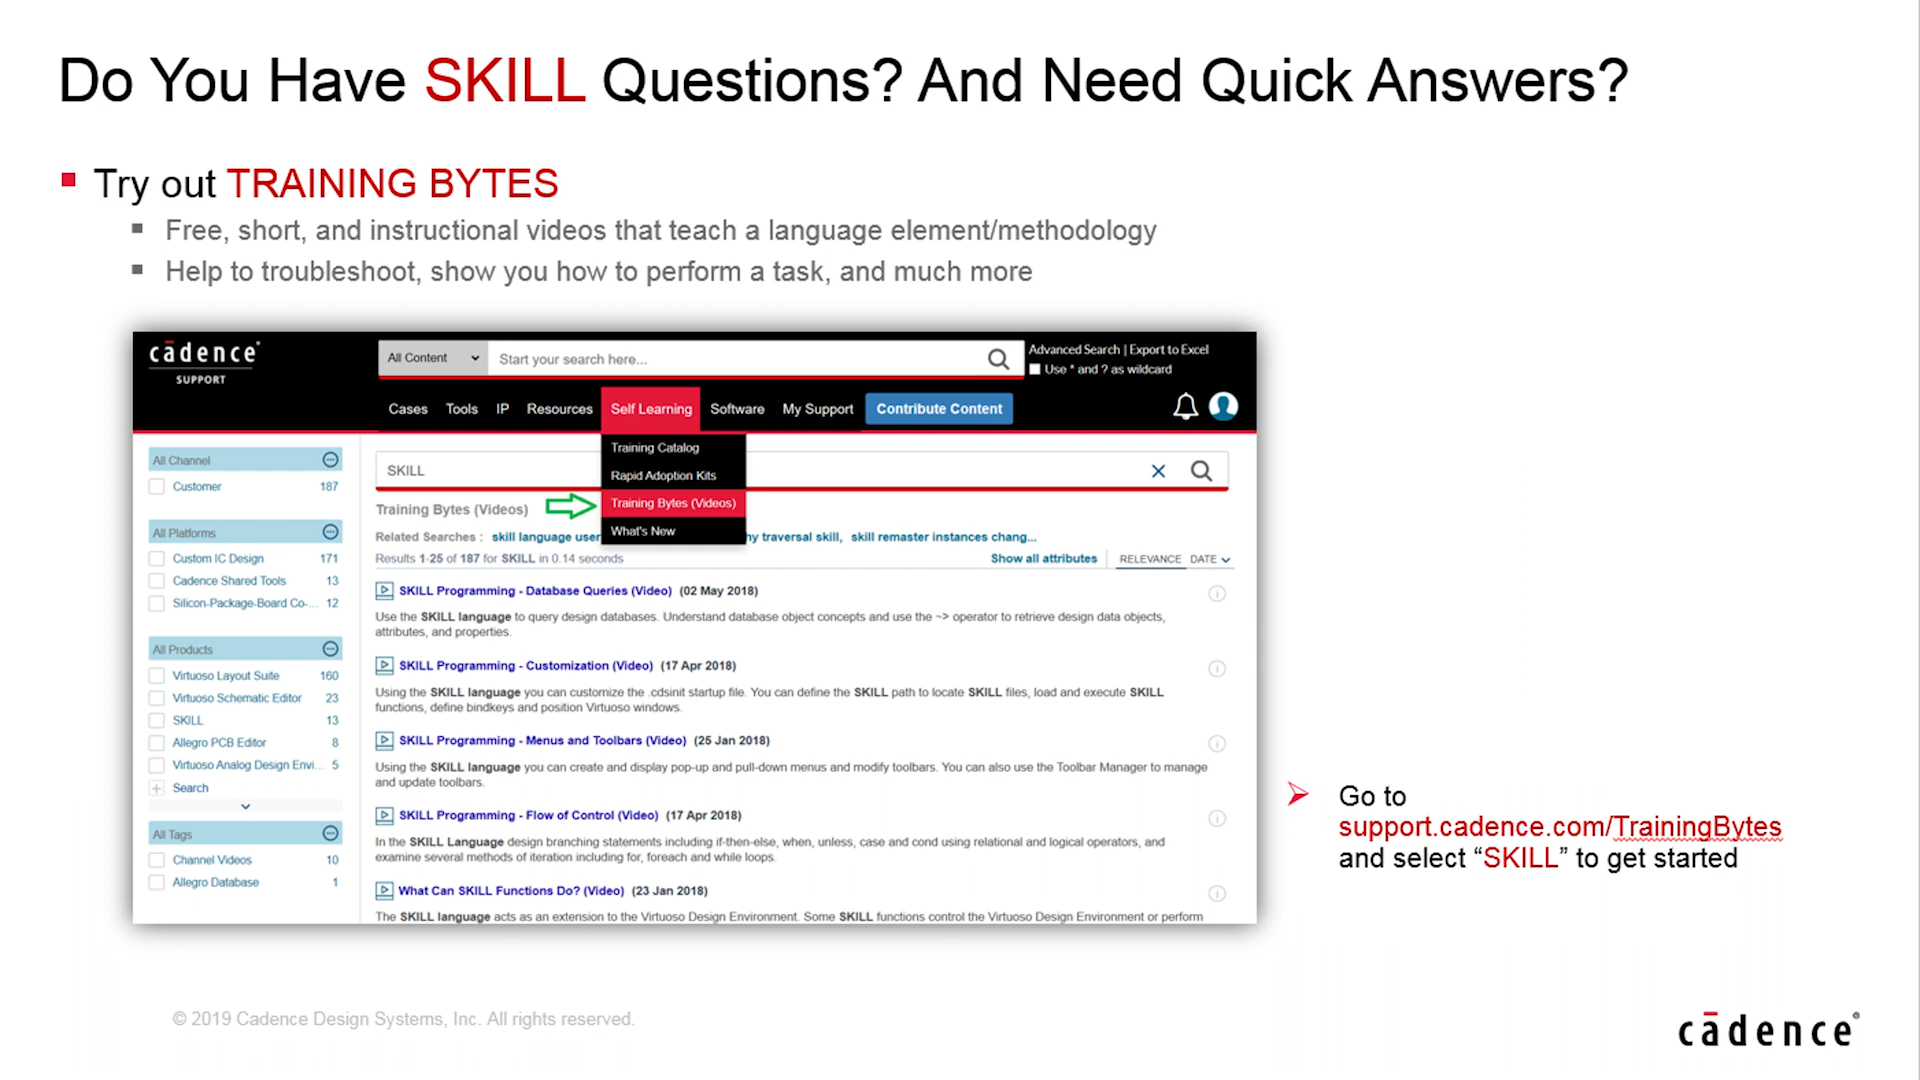 Do You Have SKILL Questions? And Need Quick Answers?
Try out TRAINING BYTES
Free, short, and instructional videos that teach a language element/methodology
Help to troubleshoot, show you how to perform a task, and much more
cādence®
SUPPORT
All Content
Start your search here...
Advanced Search | Export to Excel
Use * and ? as wildcard
Cases Tools IP Resources Self Learning Software My Support Contribute Content
Training Catalog
Rapid Adoption Kits
Training Bytes (Videos)
What's New
All Channel
Customer 187
All Platforms
Custom IC Design 171
Cadence Shared Tools 13
Silicon-Package-Board Co-... 12
All Products
Virtuoso Layout Suite 160
Virtuoso Schematic Editor 23
SKILL 13
Allegro PCB Editor 8
Virtuoso Analog Design Envi... 5
Search
All Tags
Channel Videos 10
Allegro Database 1
SKILL
Training Bytes (Videos)
Related Searches : skill language user hy traversal skill, skill remaster instances chang...
Results 1-25 of 187 for SKILL in 0.14 seconds
Show all attributes RELEVANCE DATE
SKILL Programming - Database Queries (Video) (02 May 2018)
Use the SKILL language to query design databases. Understand database object concepts and use the ~> operator to retrieve design data objects,
attributes, and properties.
SKILL Programming - Customization (Video) (17 Apr 2018)
Using the SKILL language you can customize the .cdsinit startup file. You can define the SKILL path to locate SKILL files, load and execute SKILL
functions, define bindkeys and position Virtuoso windows.
SKILL Programming - Menus and Toolbars (Video) (25 Jan 2018)
Using the SKILL language you can create and display pop-up and pull-down menus and modify toolbars. You can also use the Toolbar Manager to manage
and update toolbars.
SKILL Programming - Flow of Control (Video) (17 Apr 2018)
In the SKILL Language design branching statements including if-then-else, when, unless, case and cond using relational and logical operators, and
examine several methods of iteration including for, foreach and while loops.
What Can SKILL Functions Do? (Video) (23 Jan 2018)
The SKILL language acts as an extension to the Virtuoso Design Environment. Some SKILL functions control the Virtuoso Design Environment or perform
Go to
support.cadence.com/TrainingBytes
and select “SKILL” to get started
© 2019 Cadence Design Systems, Inc. All rights reserved.
cādence®